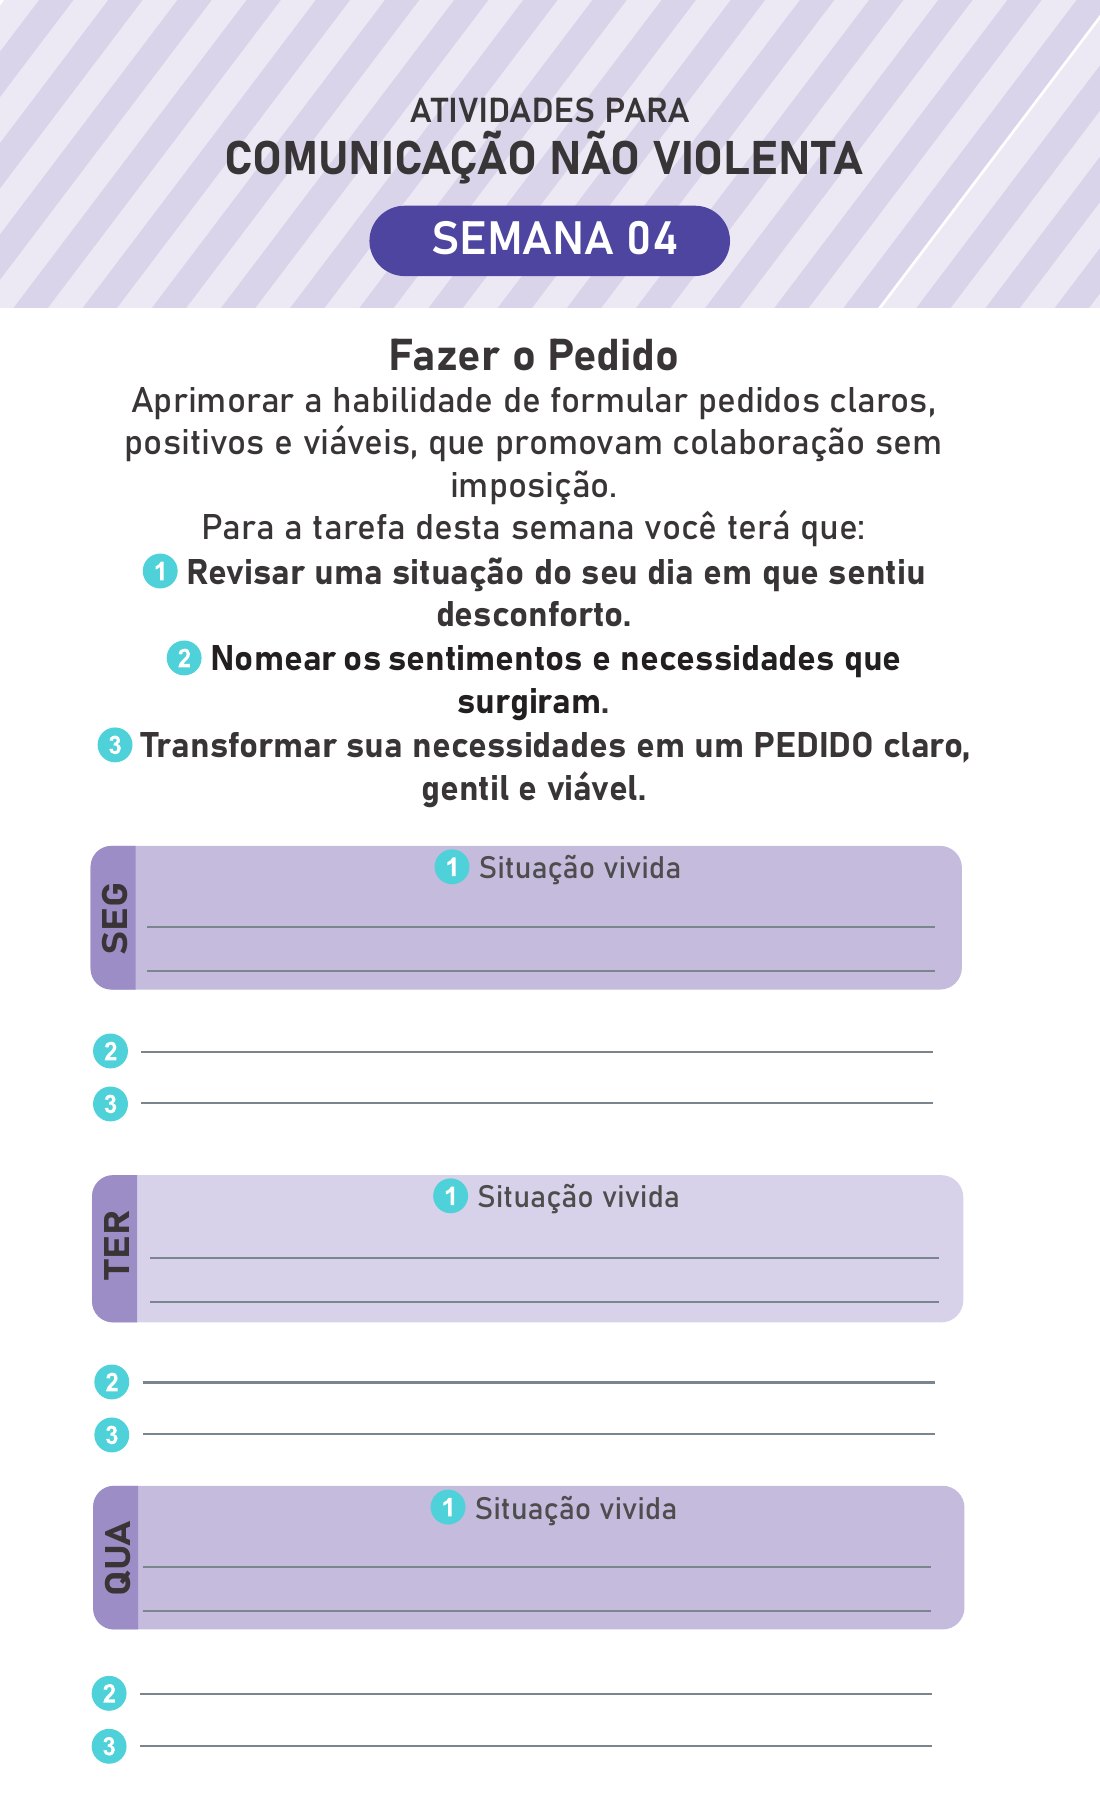 ATIVIDADES PARA
COMUNICAÇÃO NÃO VIOLENTA
SEMANA 04
Fazer o Pedido
Aprimorar a habilidade de formular pedidos claros,
positivos e viáveis, que promovam colaboração sem
imposição.
Para a tarefa desta semana você terá que:
1 Revisar uma situação do seu dia em que sentiu
desconforto.
2 Nomear os sentimentos e necessidades que
surgiram.
3 Transformar sua necessidades em um PEDIDO claro,
gentil e viável.
SEG
1 Situação vivida
2
3
TER
1 Situação vivida
2
3
QUA
1 Situação vivida
2
3